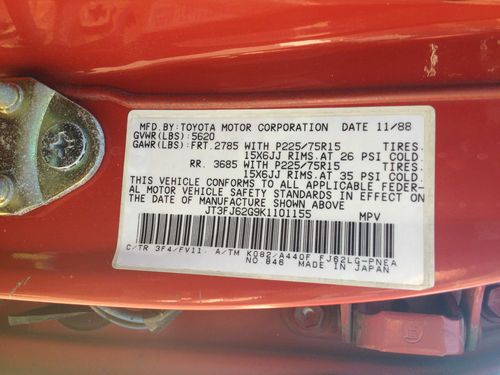 MFD.BY:TOYOTA MOTOR CORPORATION DATE 11/88
GVWR(LBS):5620
GAWR(LBS):FRT.2785 WITH P225/75R15 TIRES.
15X6JJ RIMS.AT 26 PSI COLD
RR. 3685 WITH P225/75R15 TIRES.
15X6JJ RIMS.AT 35 PSI COLD
THIS VEHICLE CONFORMS TO ALL APPLICABLE FEDER-
AL MOTOR VEHICLE SAFETY STANDARDS IN EFFECT ON
THE DATE OF MANUFACTURE SHOWN ABOVE.
JT3FJ62G9K1101155 MPV
C/TR 3F4/FV11 A/TM K082/A440F FJ62LG-PNEA
NO 846 MADE IN JAPAN